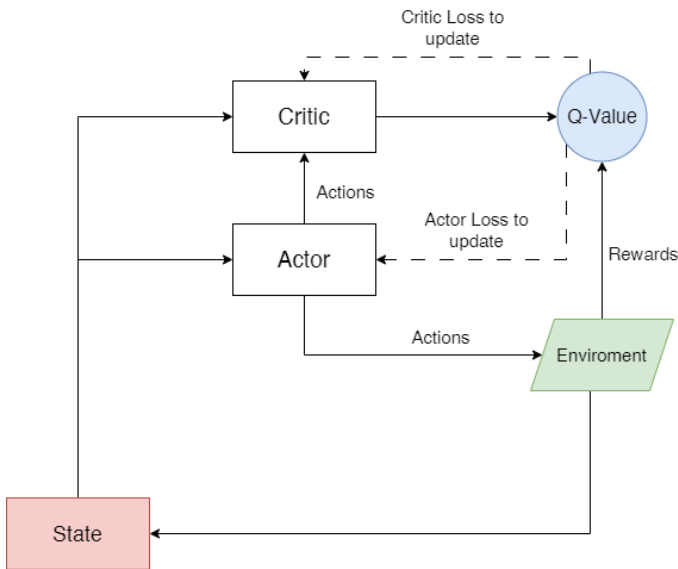 Critic Loss to
update
Critic
Q-Value
Actions
Actor Loss to
update
Actor
Rewards
Actions
Enviroment
State